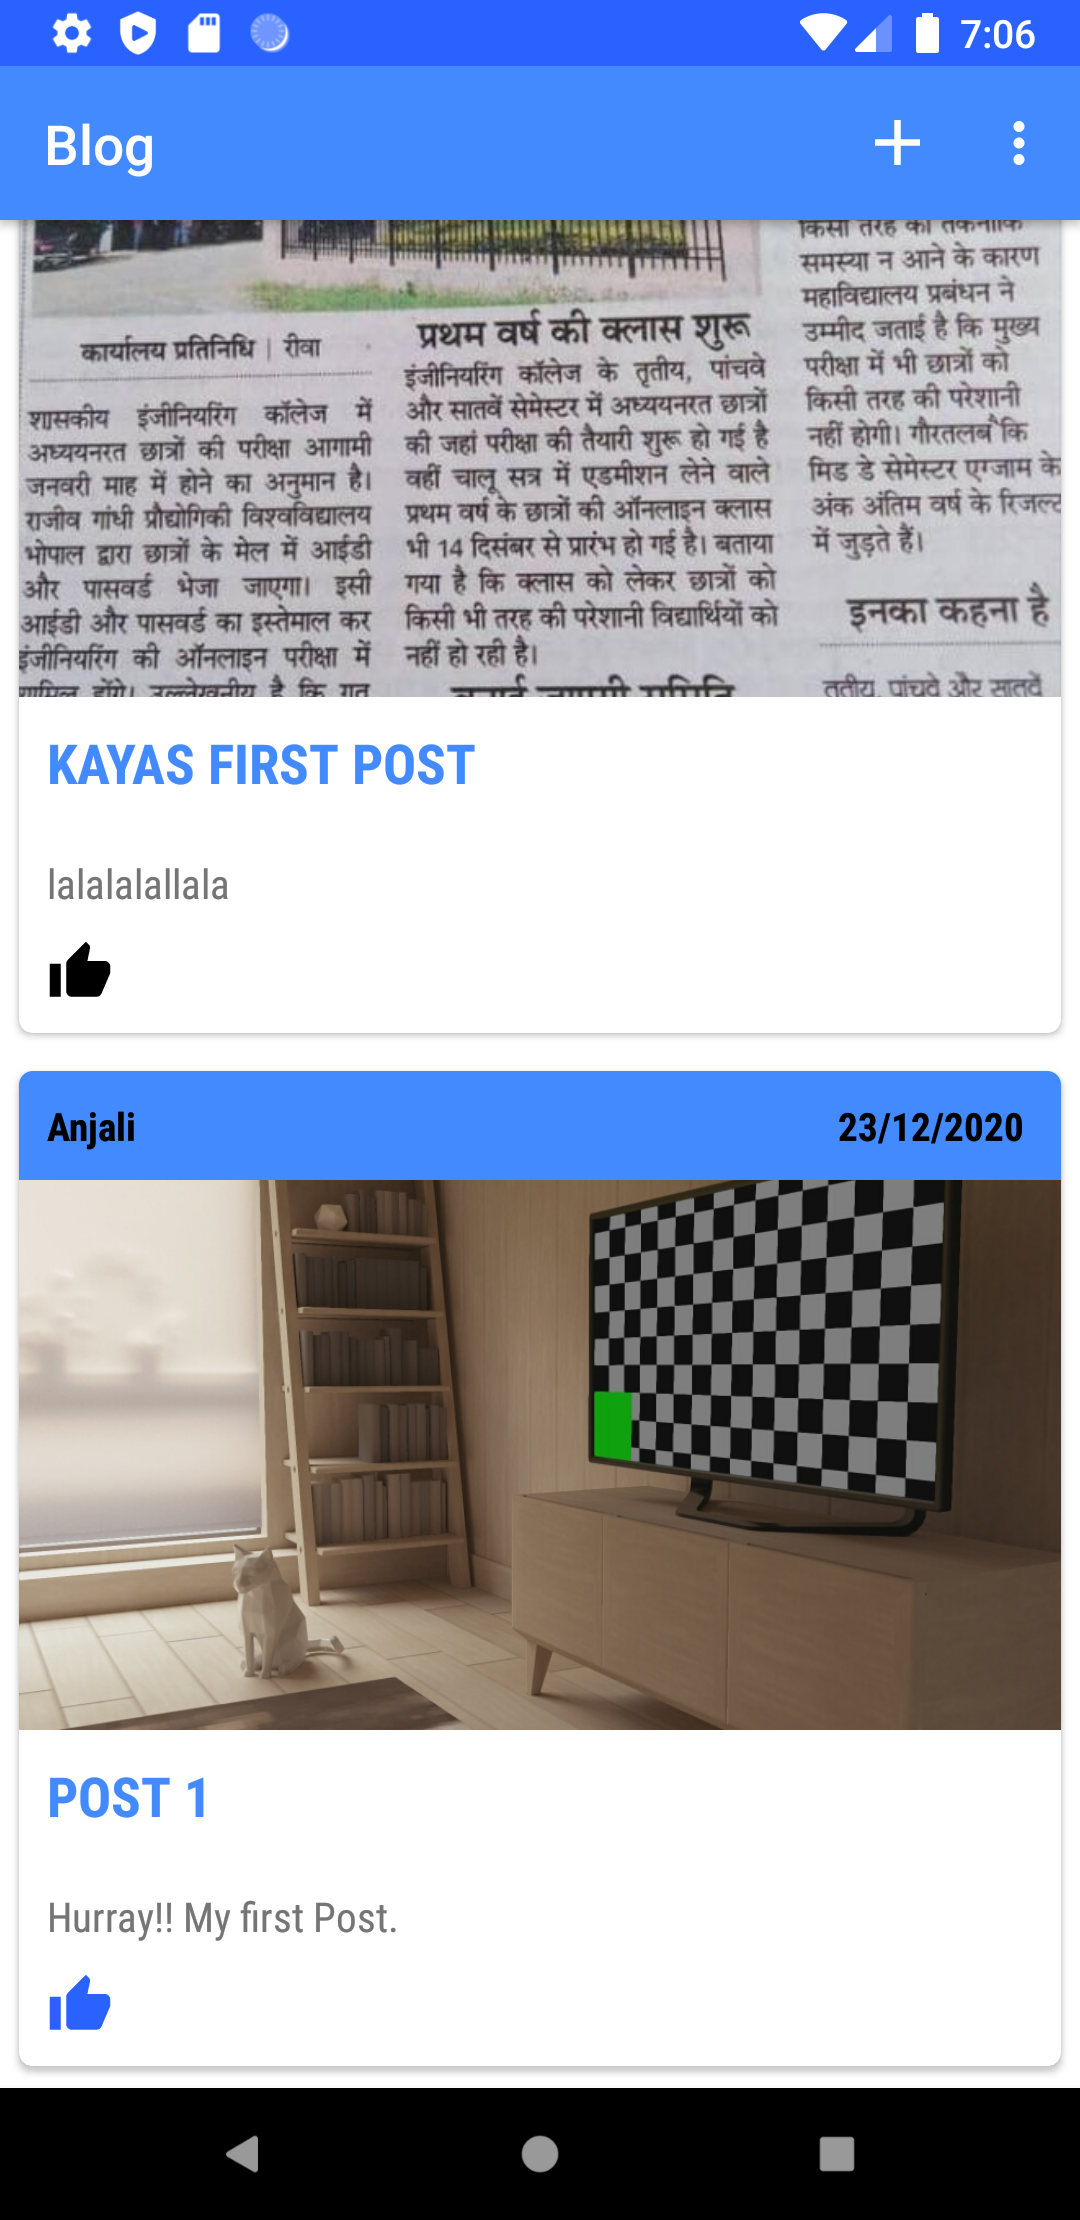 7:06
Blog
कार्यालय प्रतिनिधि | रीवा
शासकीय इंजीनियरिंग कॉलेज में
अध्ययनरत छात्रों की परीक्षा आगामी
जनवरी माह में होने का अनुमान है।
राजीव गांधी प्रौद्योगिकी विश्वविद्यालय
भोपाल द्वारा छात्रों के मेल में आईडी
और पासवर्ड भेजा जाएगा। इसी
आईडी और पासवर्ड का इस्तेमाल कर
इंजीनियरिंग की ऑनलाइन परीक्षा में
शामिल होंगे। उल्लेखनीय है कि गत
प्रथम वर्ष की क्लास शुरू
इंजीनियरिंग कॉलेज के तृतीय, पांचवे
और सातवें सेमेस्टर में अध्ययनरत छात्रों
की जहां परीक्षा की तैयारी शुरू हो गई है
वहीं चालू सत्र में एडमीशन लेने वाले
प्रथम वर्ष के छात्रों की ऑनलाइन क्लास
भी 14 दिसंबर से प्रारंभ हो गई है। बताया
गया है कि क्लास को लेकर छात्रों को
किसी भी तरह की परेशानी विद्यार्थियों को
नहीं हो रही है।
किसी तरह की तकनीकि
समस्या न आने के कारण
महाविद्यालय प्रबंधन ने
उम्मीद जताई है कि मुख्य
परीक्षा में भी छात्रों को
किसी तरह की परेशानी
नहीं होगी। गौरतलब कि
मिड डे सेमेस्टर एग्जाम के
अंक अंतिम वर्ष के रिजल्ट
में जुड़ते हैं।
इनका कहना है
तृतीय, पांचवे और सातवें
KAYAS FIRST POST
lalalalallala
Anjali 23/12/2020
POST 1
Hurray!! My first Post.